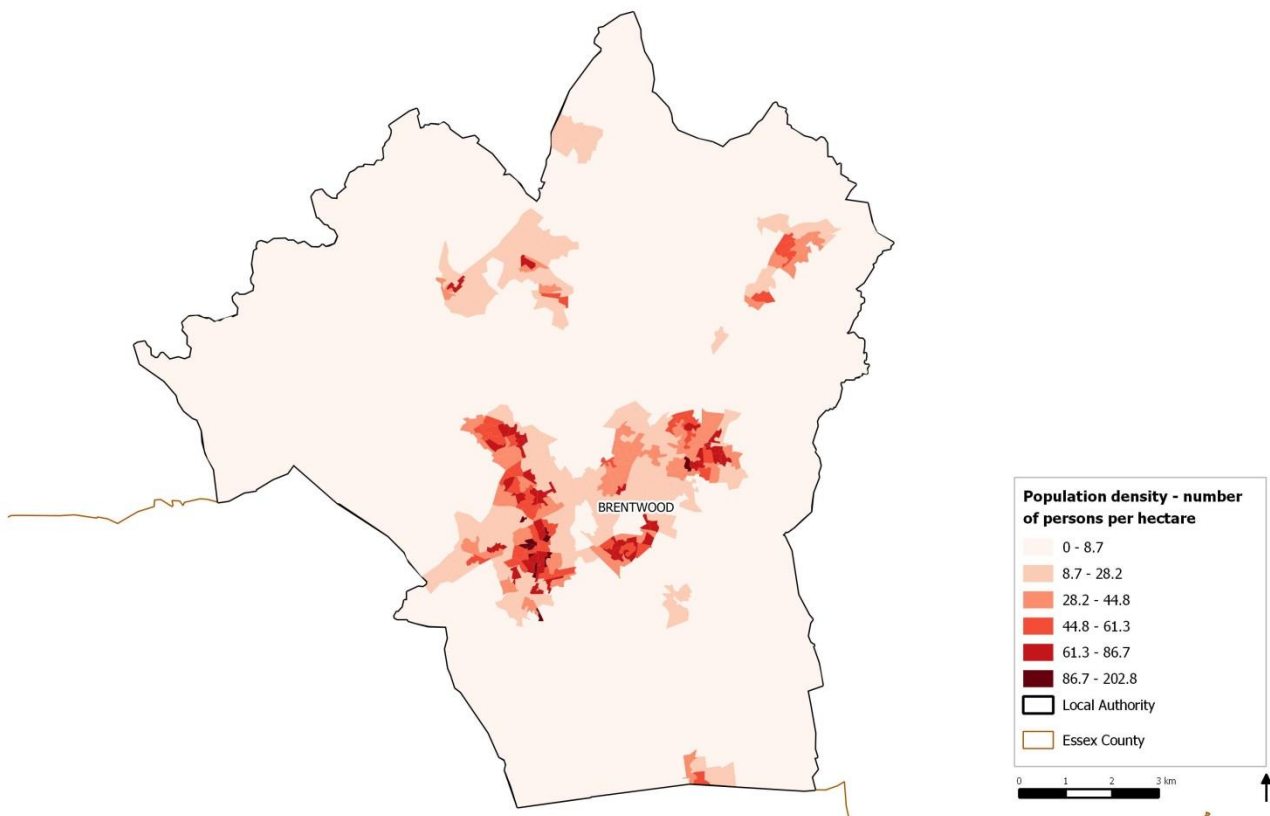 BRENTWOOD
Population density - number
of persons per hectare
0 - 8.7
8.7 - 28.2
28.2 - 44.8
44.8 - 61.3
61.3 - 86.7
86.7 - 202.8
Local Authority
Essex County
0 1 2 3 km